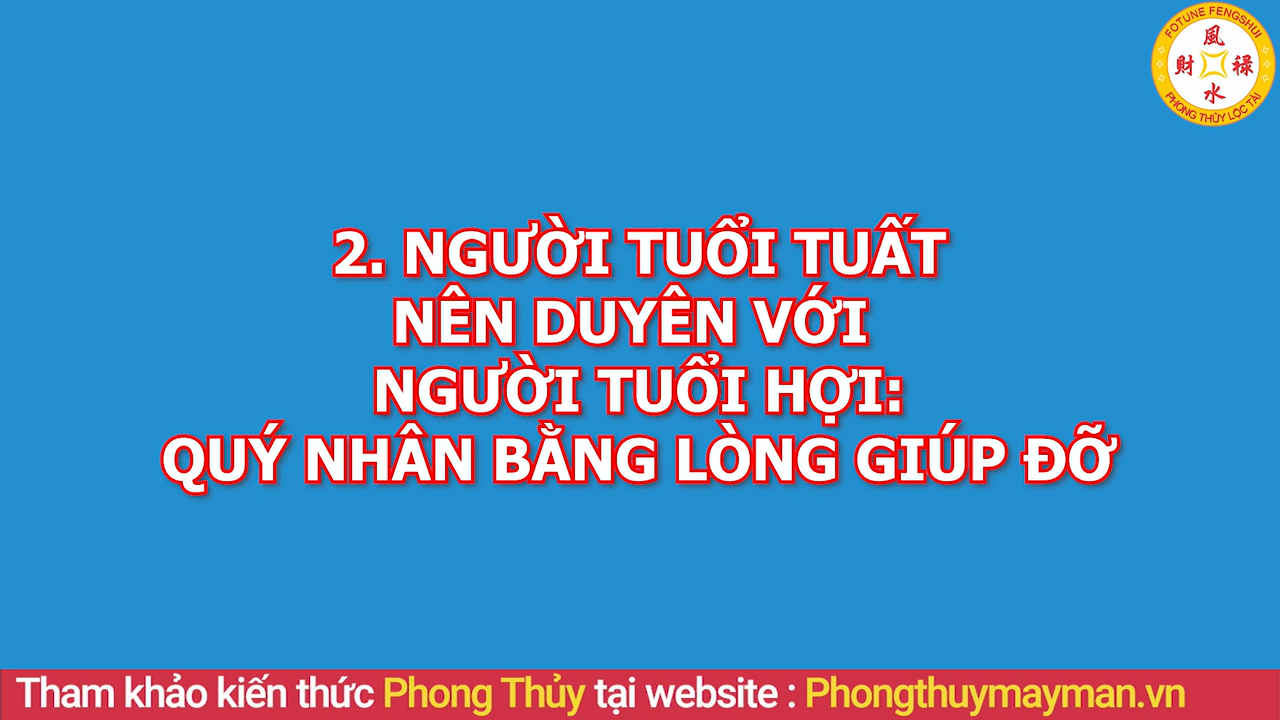 FOTUNE FENGSHUI
風
財 禄
水
PHONG THỦY LỘC TÀI
2. NGƯỜI TUỔI TUẤT
NÊN DUYÊN VỚI
NGƯỜI TUỔI HỢI:
QUÝ NHÂN BẰNG LÒNG GIÚP ĐỠ
Tham khảo kiến thức Phong Thủy tại website : Phongthuymayman.vn